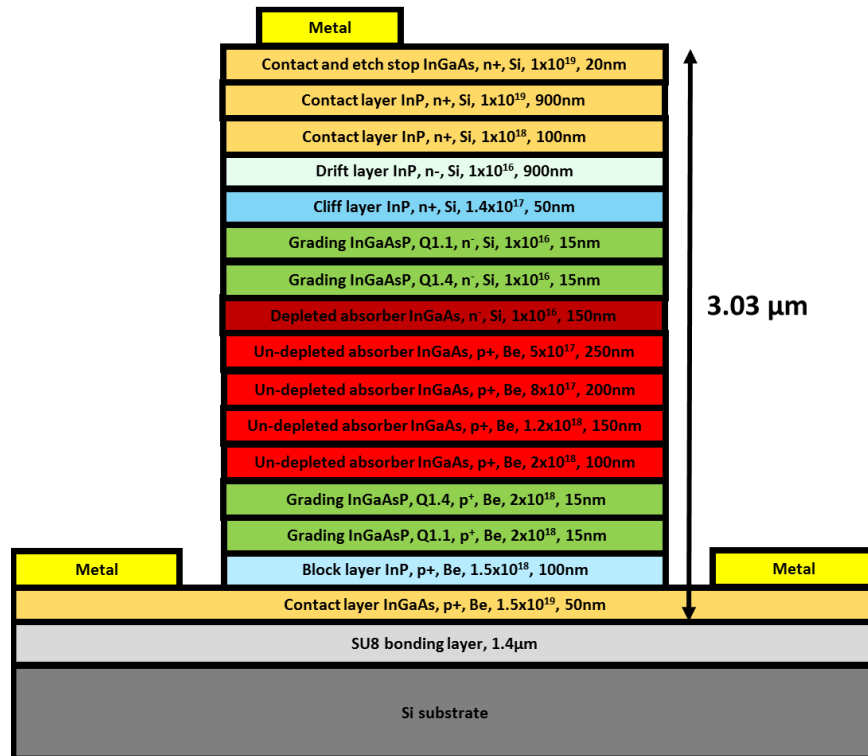 Metal
Contact and etch stop InGaAs, n+, Si, 1x10¹⁹, 20nm
Contact layer InP, n+, Si, 1x10¹⁹, 900nm
Contact layer InP, n+, Si, 1x10¹⁸, 100nm
Drift layer InP, n-, Si, 1x10¹⁶, 900nm
Cliff layer InP, n+, Si, 1.4x10¹⁷, 50nm
Grading InGaAsP, Q1.1, n⁻, Si, 1x10¹⁶, 15nm
Grading InGaAsP, Q1.4, n⁻, Si, 1x10¹⁶, 15nm
Depleted absorber InGaAs, n⁻, Si, 1x10¹⁶, 150nm
3.03 µm
Un-depleted absorber InGaAs, p+, Be, 5x10¹⁷, 250nm
Un-depleted absorber InGaAs, p+, Be, 8x10¹⁷, 200nm
Un-depleted absorber InGaAs, p+, Be, 1.2x10¹⁸, 150nm
Un-depleted absorber InGaAs, p+, Be, 2x10¹⁸, 100nm
Grading InGaAsP, Q1.4, p⁺, Be, 2x10¹⁸, 15nm
Grading InGaAsP, Q1.1, p⁺, Be, 2x10¹⁸, 15nm
Metal
Block layer InP, p+, Be, 1.5x10¹⁸, 100nm
Metal
Contact layer InGaAs, p+, Be, 1.5x10¹⁹, 50nm
SU8 bonding layer, 1.4µm
Si substrate